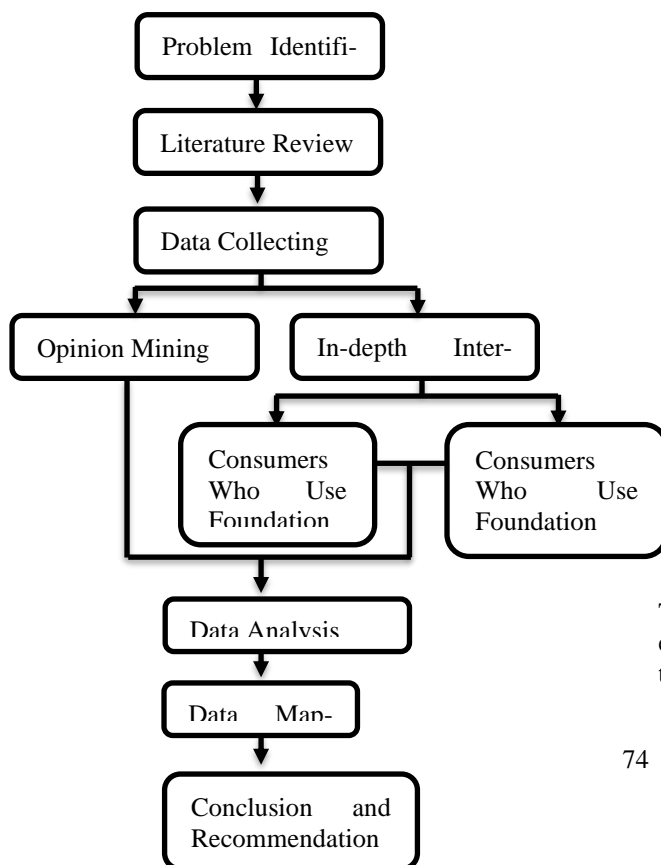 Problem Identifi-
Literature Review
Data Collecting
Opinion Mining
In-depth Inter-
Consumers
Who Use
Foundation
Consumers
Who Use
Foundation
Data Analysis
Data Map-
Conclusion and
Recommendation
74